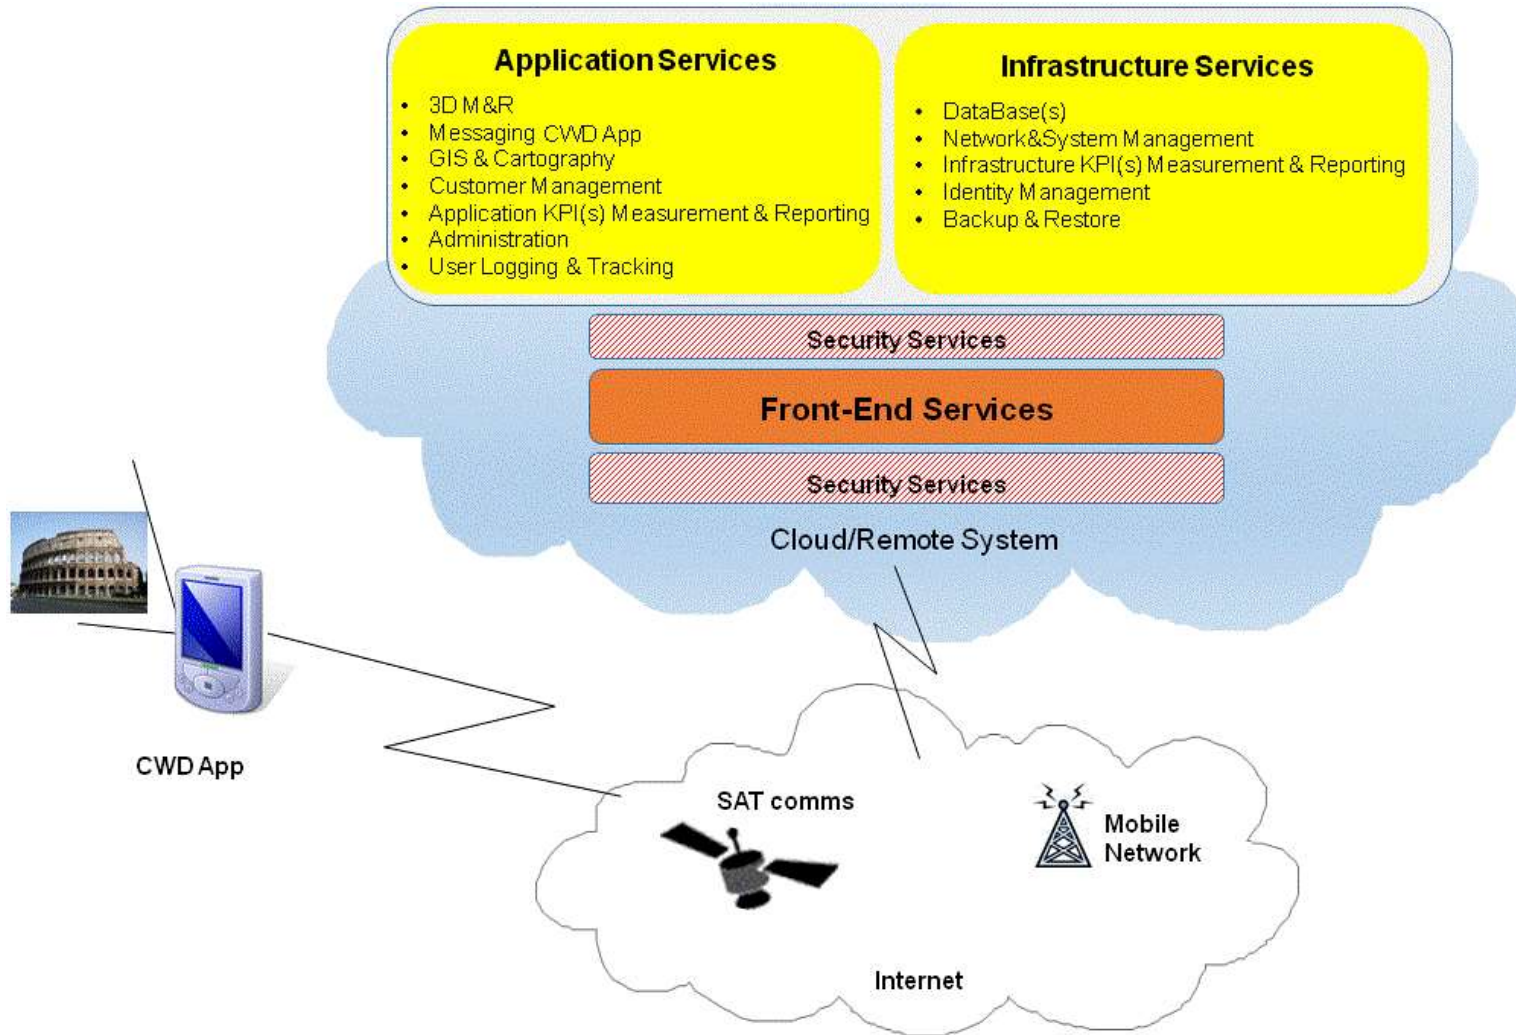 Application Services
• 3D M&R
• Messaging CWD App
• GIS & Cartography
• Customer Management
• Application KPI(s) Measurement & Reporting
• Administration
• User Logging & Tracking
Infrastructure Services
• DataBase(s)
• Network&System Management
• Infrastructure KPI(s) Measurement & Reporting
• Identity Management
• Backup & Restore
Security Services
Front-End Services
Security Services
Cloud/Remote System
CWD App
SAT comms
Mobile
Network
Internet